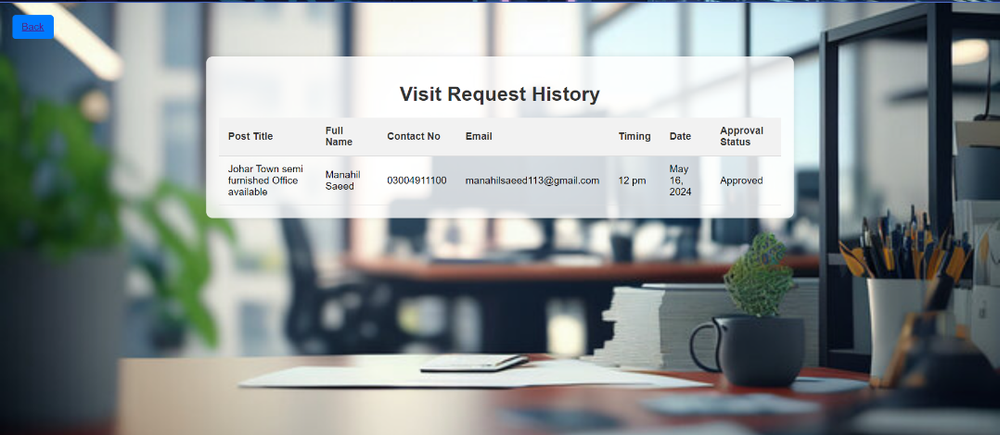 Back
Visit Request History
Post Title
Full
Name
Contact No
Email
Timing
Date
Approval
Status
Johar Town semi
furnished Office
available
Manahil
Saeed
03004911100
manahilsaeed113@gmail.com
12 pm
May
16,
2024
Approved